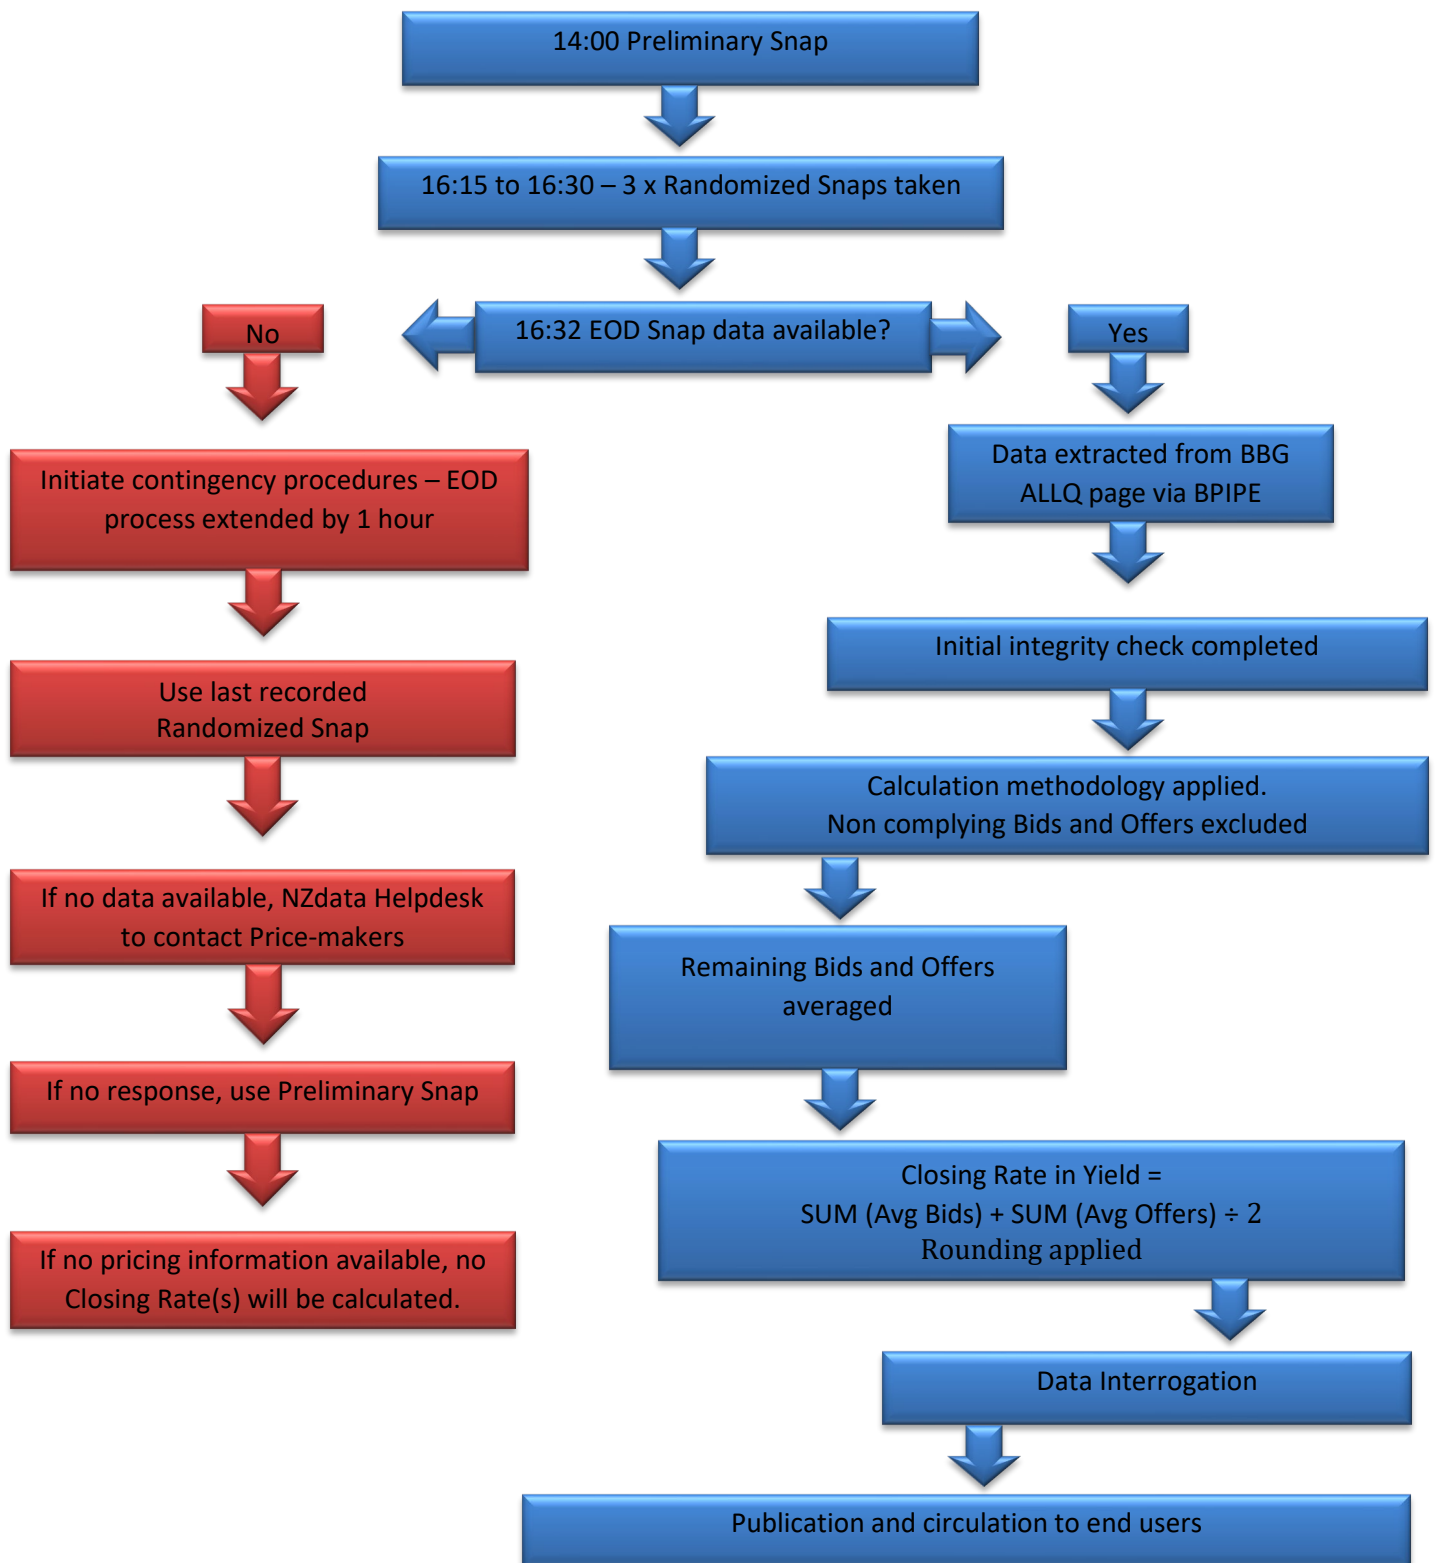 14:00 Preliminary Snap
16:15 to 16:30 – 3 x Randomized Snaps taken
16:32 EOD Snap data available?
No
Initiate contingency procedures – EOD
process extended by 1 hour
Use last recorded
Randomized Snap
If no data available, NZdata Helpdesk
to contact Price-makers
If no response, use Preliminary Snap
If no pricing information available, no
Closing Rate(s) will be calculated.
Yes
Data extracted from BBG
ALLQ page via BPIPE
Initial integrity check completed
Calculation methodology applied.
Non complying Bids and Offers excluded
Remaining Bids and Offers
averaged
Closing Rate in Yield =
SUM (Avg Bids) + SUM (Avg Offers) ÷ 2
Rounding applied
Data Interrogation
Publication and circulation to end users